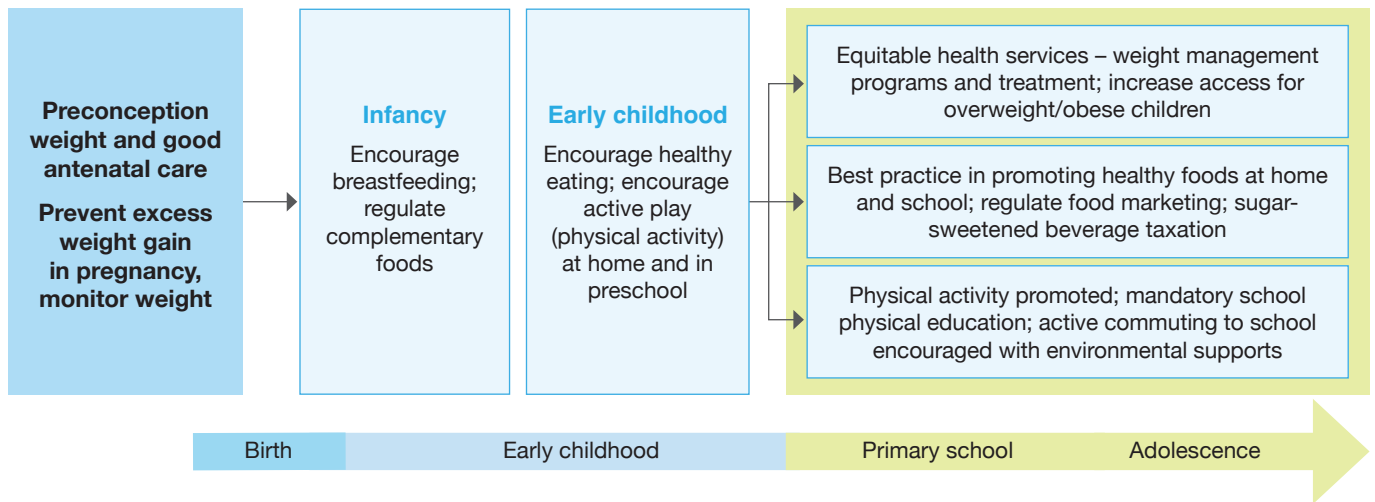 Preconception
weight and good
antenatal care
Prevent excess
weight gain
in pregnancy,
monitor weight
Infancy
Encourage
breastfeeding;
regulate
complementary
foods
Early childhood
Encourage healthy
eating; encourage
active play
(physical activity)
at home and in
preschool
Equitable health services – weight management
programs and treatment; increase access for
overweight/obese children
Best practice in promoting healthy foods at home
and school; regulate food marketing; sugar-
sweetened beverage taxation
Physical activity promoted; mandatory school
physical education; active commuting to school
encouraged with environmental supports
Birth
Early childhood
Primary school
Adolescence